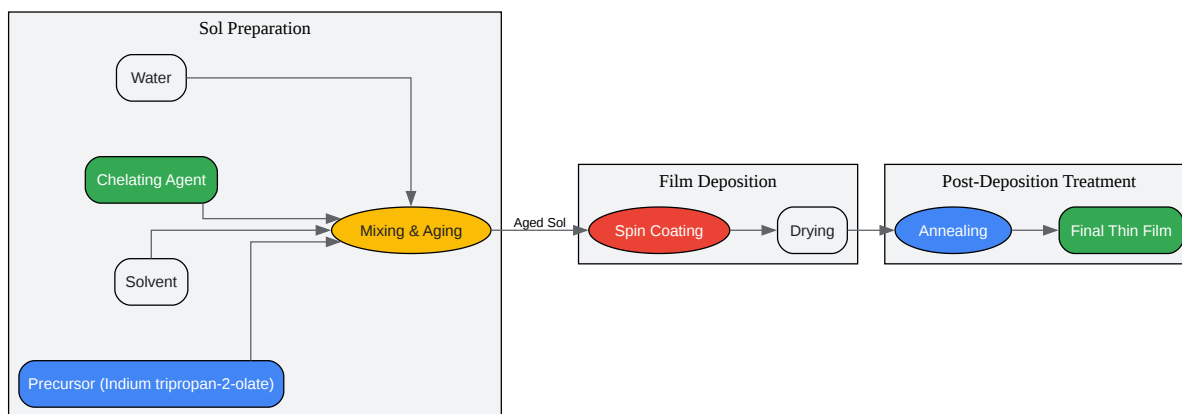 Sol Preparation
Water
Chelating Agent
Mixing & Aging
Solvent
Precursor (Indium tripropan-2-olate)
Aged Sol
Film Deposition
Spin Coating
Drying
Post-Deposition Treatment
Annealing
Final Thin Film